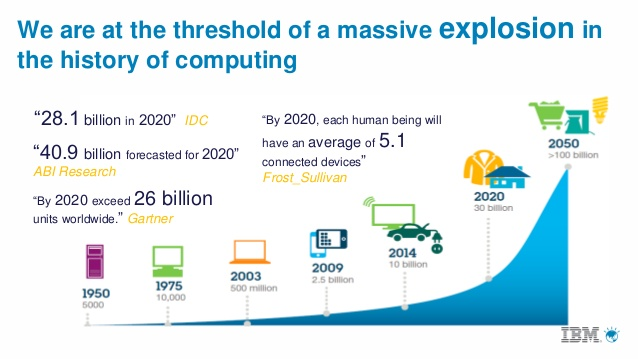 We are at the threshold of a massive explosion in
the history of computing
“28.1 billion in 2020” IDC
“40.9 billion forecasted for 2020”
ABI Research
“By 2020 exceed 26 billion
units worldwide.” Gartner
“By 2020, each human being will
have an average of 5.1
connected devices”
Frost_Sullivan
1950
5000
1975
10,000
2003
500 million
2009
2.5 billion
2014
10 billion
2020
30 billion
2050
>100 billion
IBM.